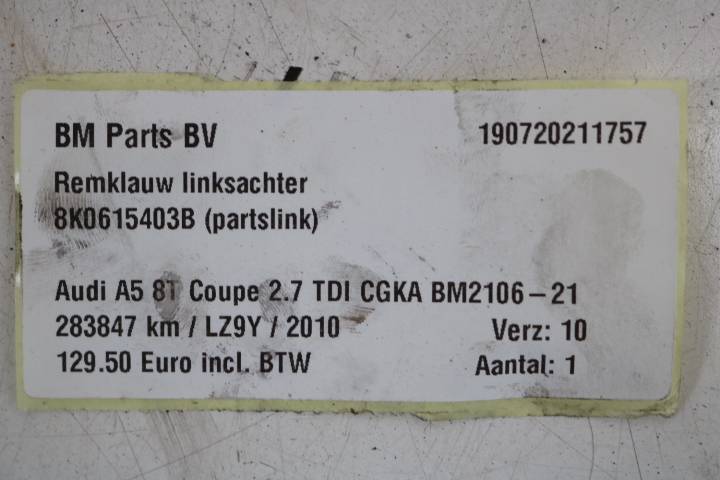 BM Parts BV 190720211757
Remklauw linksachter
8K0615403B (partslink)
Audi A5 8T Coupe 2.7 TDI CGKA BM2106-21
283847 km / LZ9Y / 2010 Verz: 10
129.50 Euro incl. BTW Aantal: 1